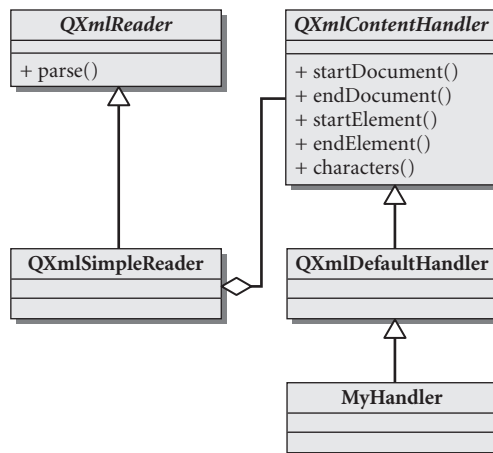 QXmlReader
+ parse()
QXmlContentHandler
+ startDocument()
+ endDocument()
+ startElement()
+ endElement()
+ characters()
QXmlSimpleReader
QXmlDefaultHandler
MyHandler